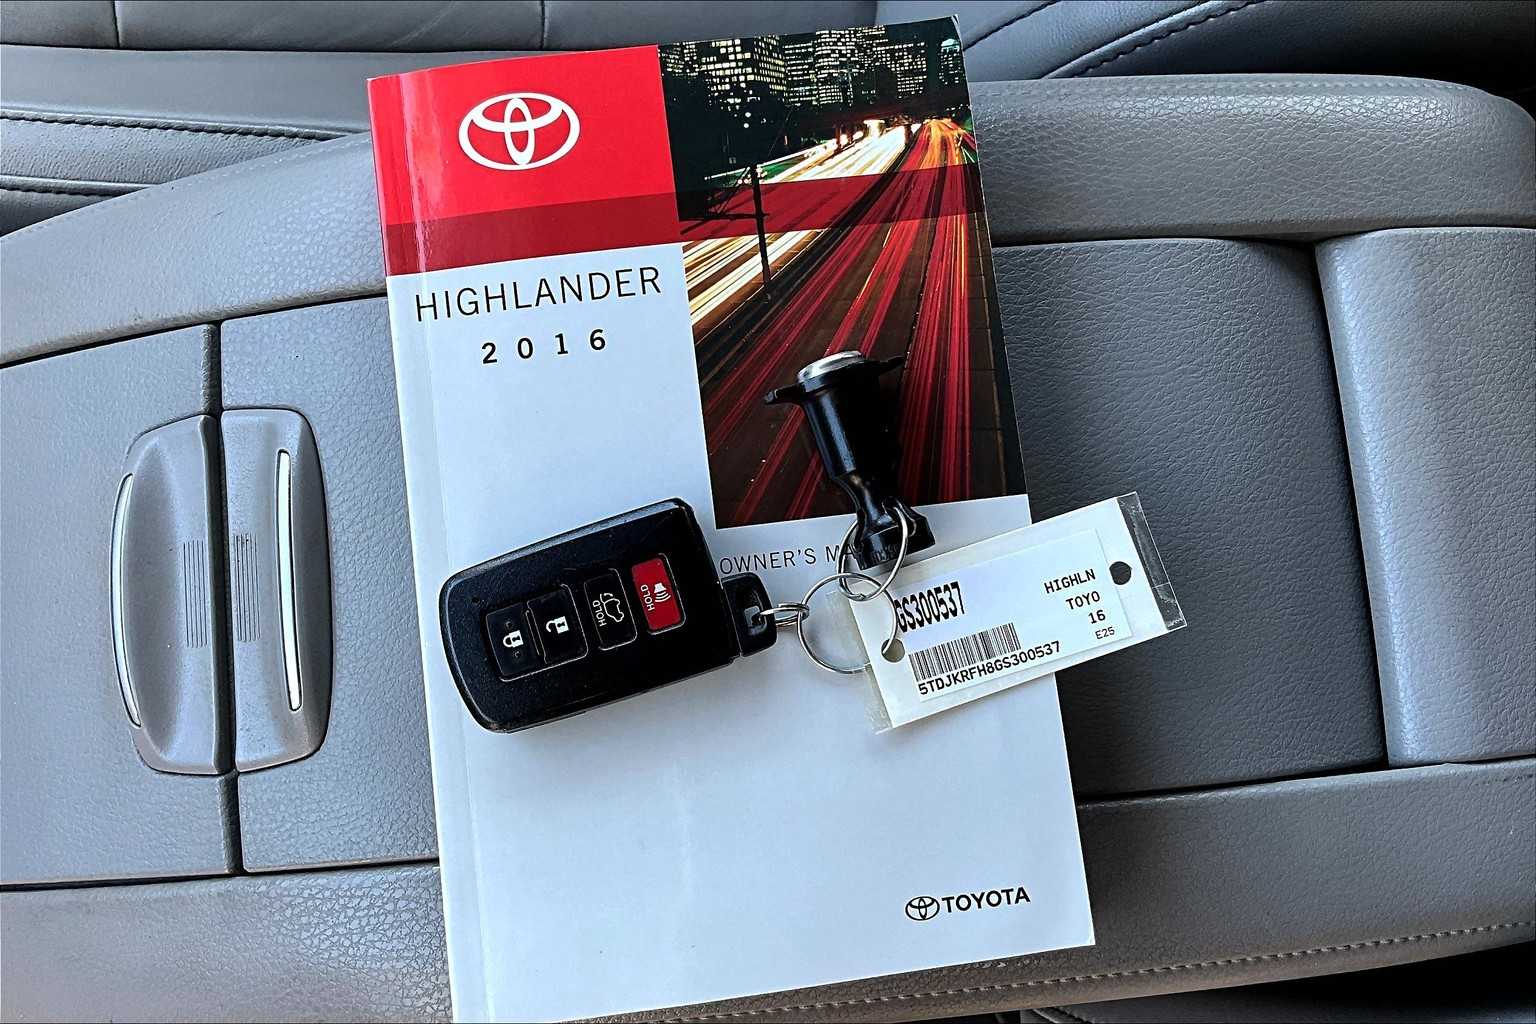 HIGHLANDER
2016
OWNER'S
HOLD
HOLD
GS300537
5TDJKRFH8GS300537
HIGHLN
TOYO
16
E25
TOYOTA